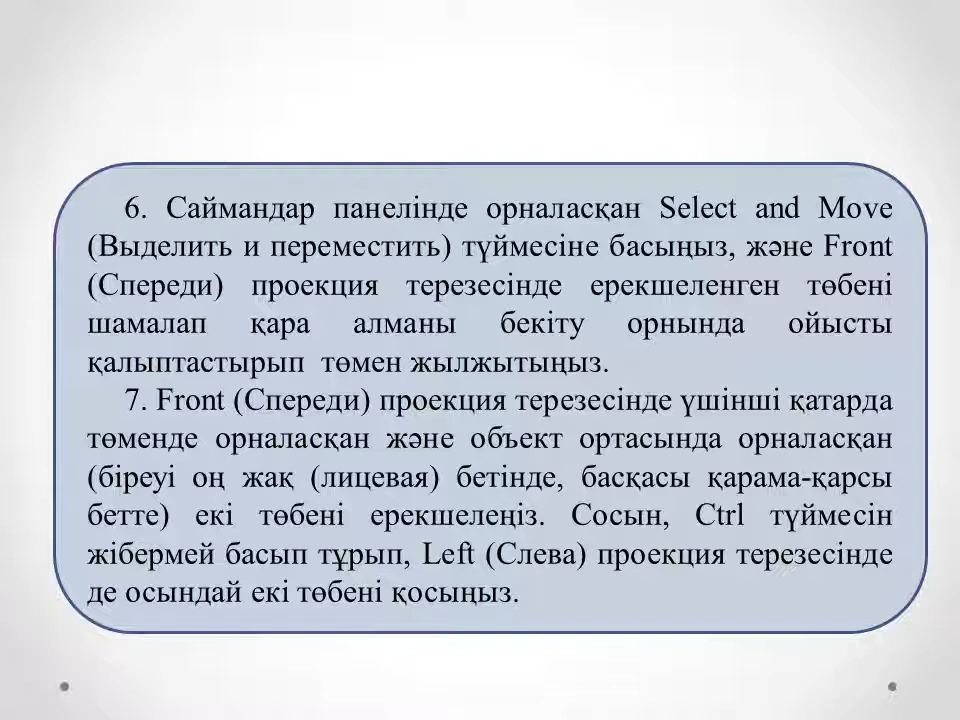 6. Саймандар панелінде орналасқан Select and Move
(Выделить и переместить) түймесіне басыңыз, және Front
(Спереди) проекция терезесінде ерекшеленген төбені
шамалап қара алманы бекіту орнында ойысты
қалыптастырып төмен жылжытыңыз.
7. Front (Спереди) проекция терезесінде үшінші қатарда
төменде орналасқан және объект ортасында орналасқан
(біреуі оң жақ (лицевая) бетінде, басқасы қарама-қарсы
бетте) екі төбені ерекшелеңіз. Сосын, Ctrl түймесін
жібермей басып тұрып, Left (Слева) проекция терезесінде
де осындай екі төбені қосыңыз.